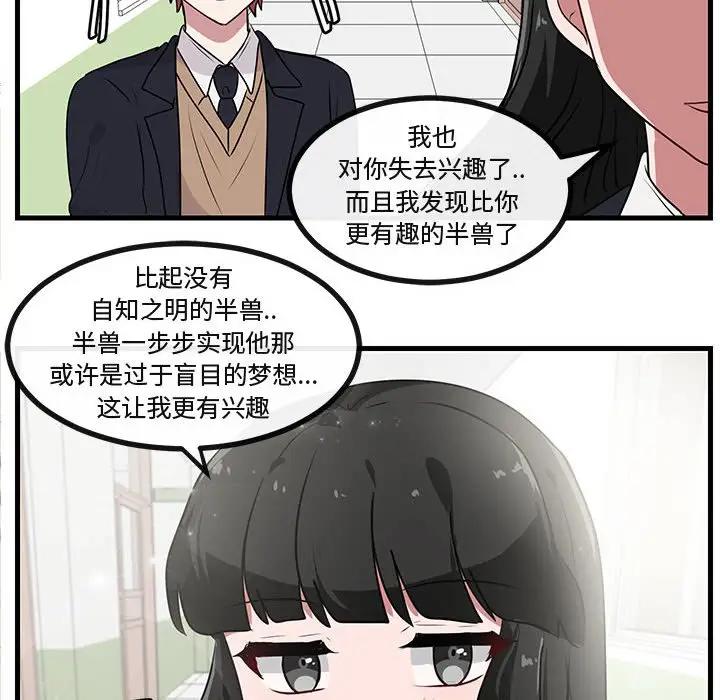 我也
对你失去兴趣了..
而且我发现比你
更有趣的半兽了
比起没有
自知之明的半兽..
半兽一步步实现他那
或许是过于盲目的梦想...
这让我更有兴趣